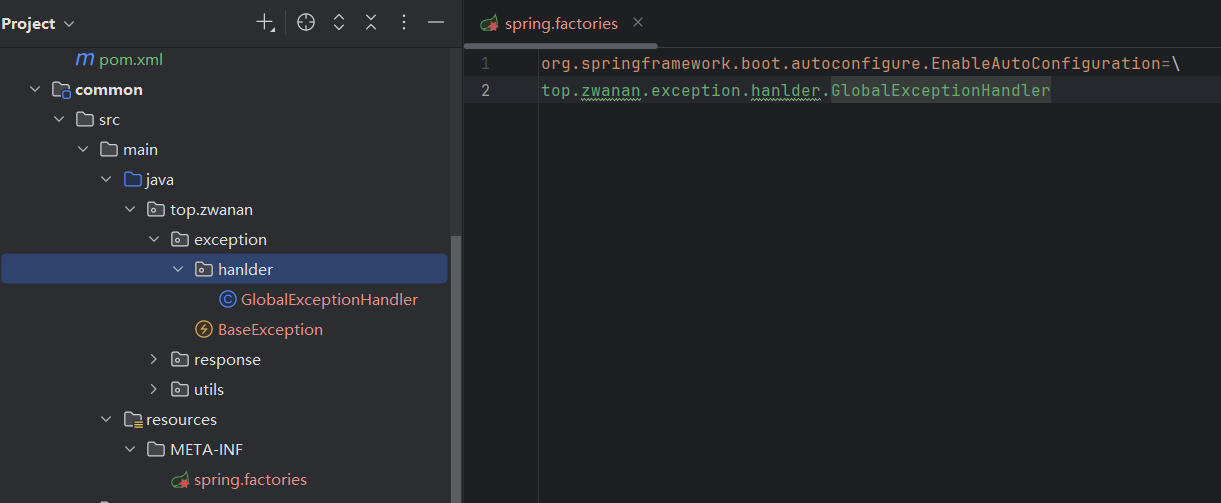 Project
pom.xml
common
src
main
java
top.zwanan
exception
hanlder
GlobalExceptionHandler
BaseException
response
utils
resources
META-INF
spring.factories
spring.factories
1 org.springframework.boot.autoconfigure.EnableAutoConfiguration=\
2 top.zwanan.exception.hanlder.GlobalExceptionHandler